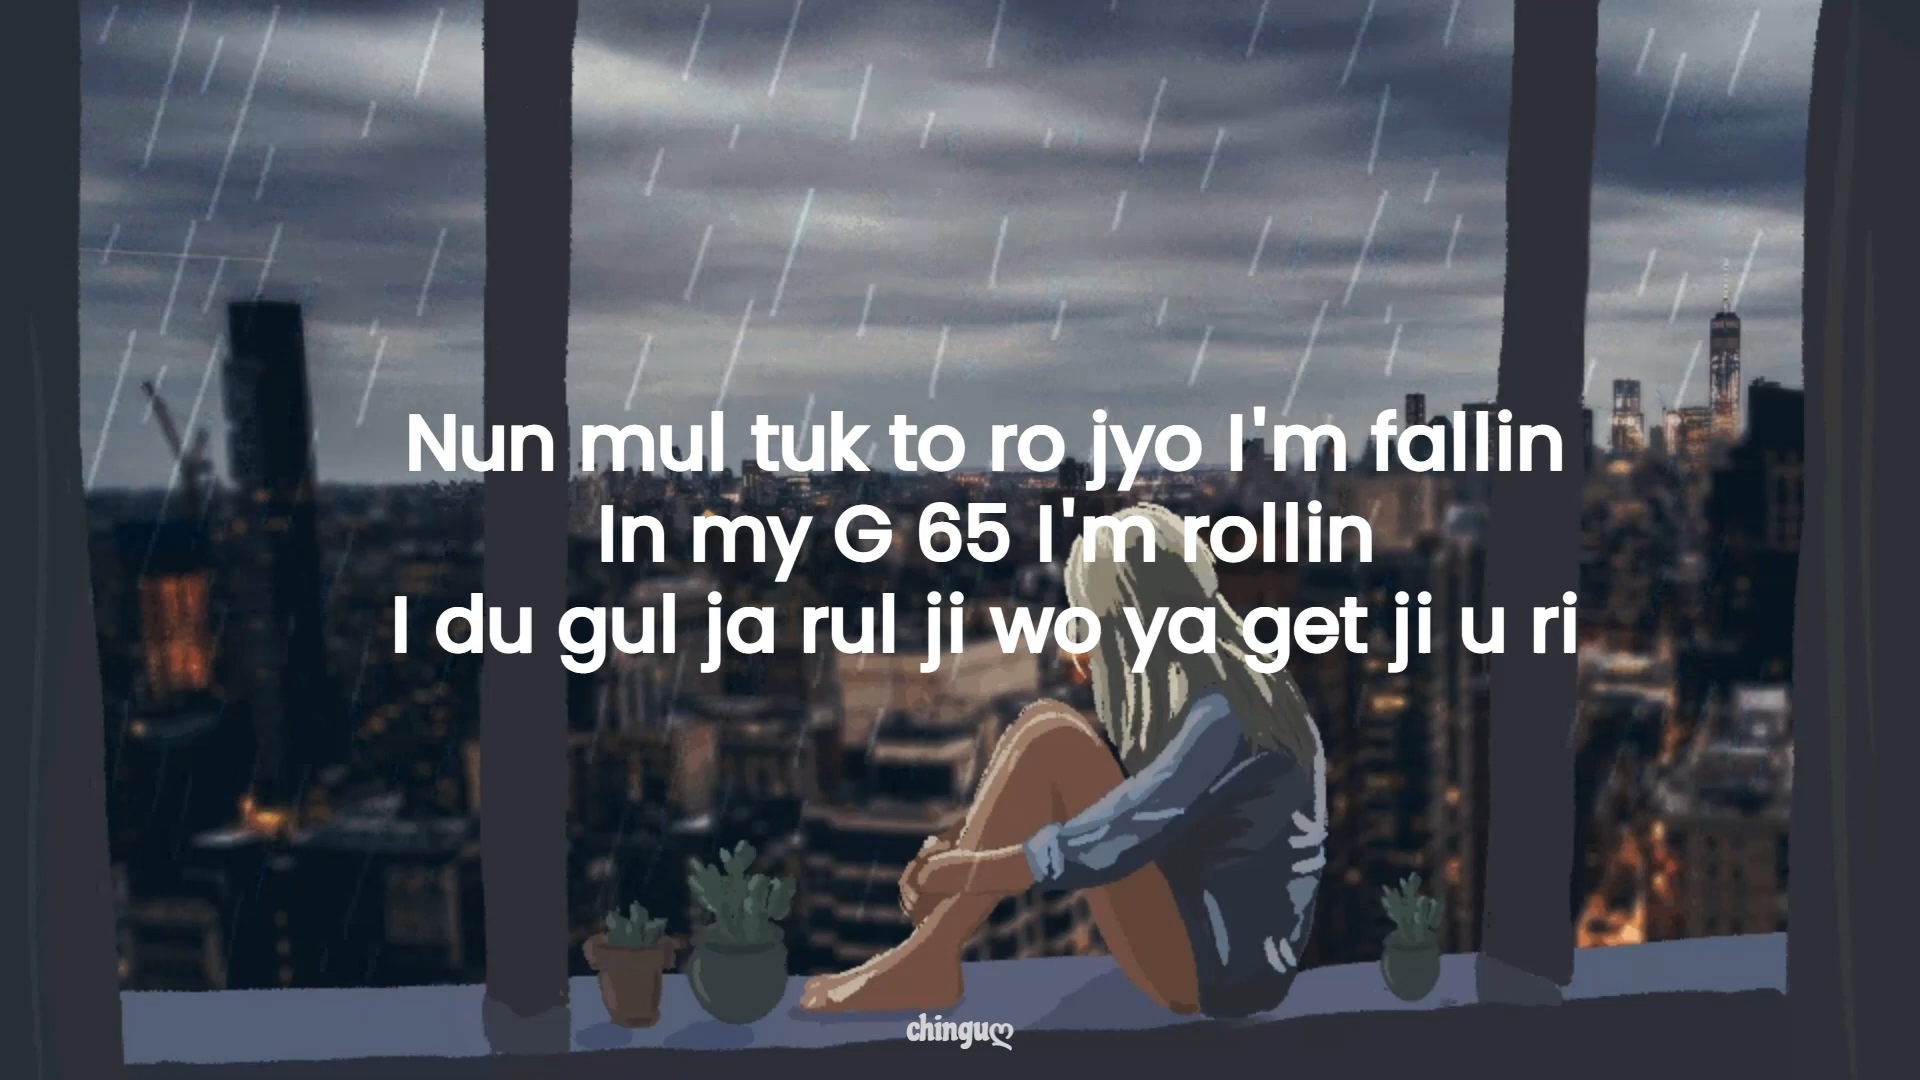 Nun mul tuk to ro jyo I'm fallin
In my G 65 I'm rollin
I du gul ja rul ji wo ya get ji u ri
chinguღ